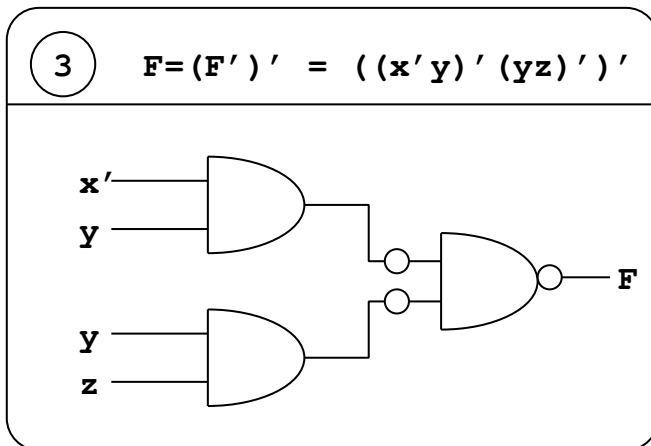 3 F=(F’)’ = ((x’y)’(yz)’)’
x’
y
F
y
z